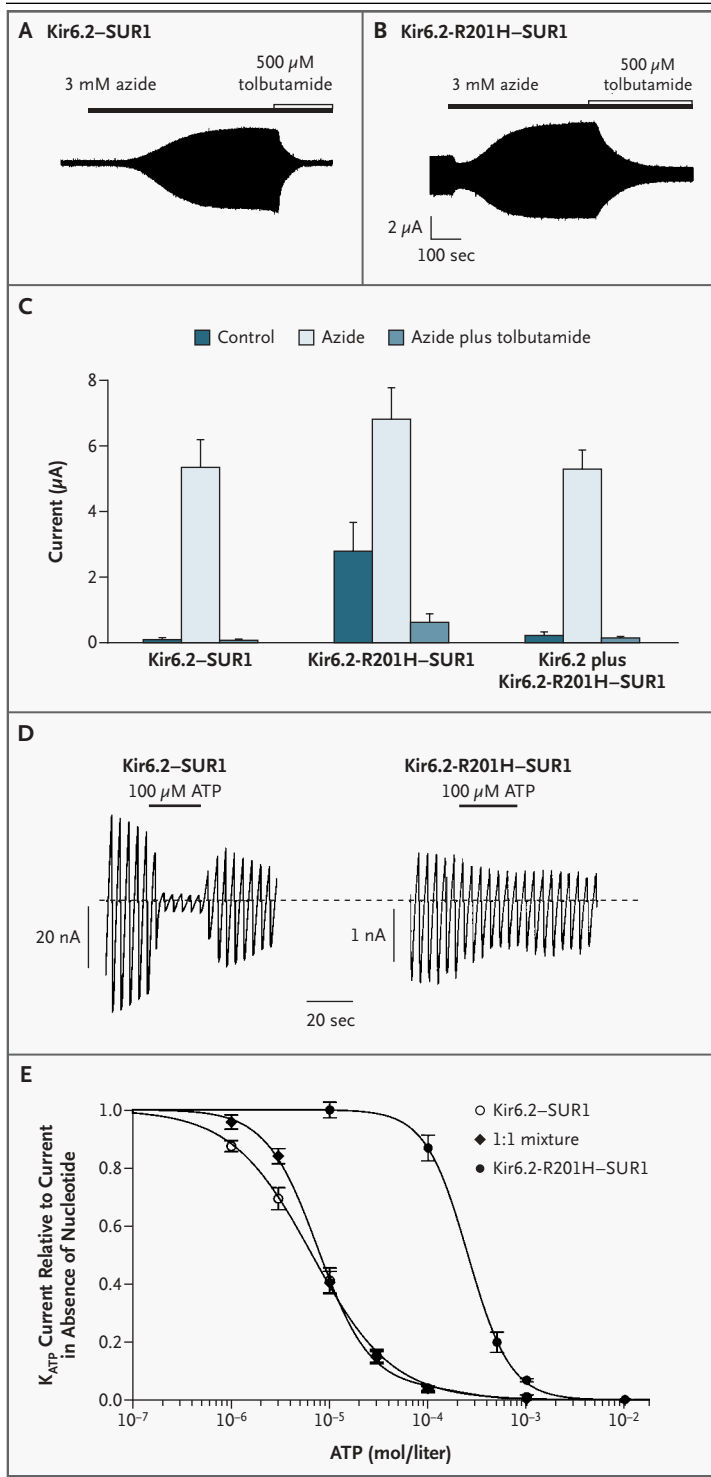 A Kir6.2–SUR1
3 mM azide
500 µM
tolbutamide
B Kir6.2-R201H–SUR1
3 mM azide
500 µM
tolbutamide
2 µA
100 sec
C
Control Azide Azide plus tolbutamide
Current (µA)
8
6
4
2
0
Kir6.2–SUR1
Kir6.2-R201H–SUR1
Kir6.2 plus
Kir6.2-R201H–SUR1
D
Kir6.2–SUR1
100 µM ATP
20 nA
Kir6.2-R201H–SUR1
100 µM ATP
1 nA
20 sec
E
K_ATP Current Relative to Current
in Absence of Nucleotide
1.0
0.8
0.6
0.4
0.2
0.0
Kir6.2–SUR1
1:1 mixture
Kir6.2-R201H–SUR1
10⁻⁷ 10⁻⁶ 10⁻⁵ 10⁻⁴ 10⁻³ 10⁻²
ATP (mol/liter)